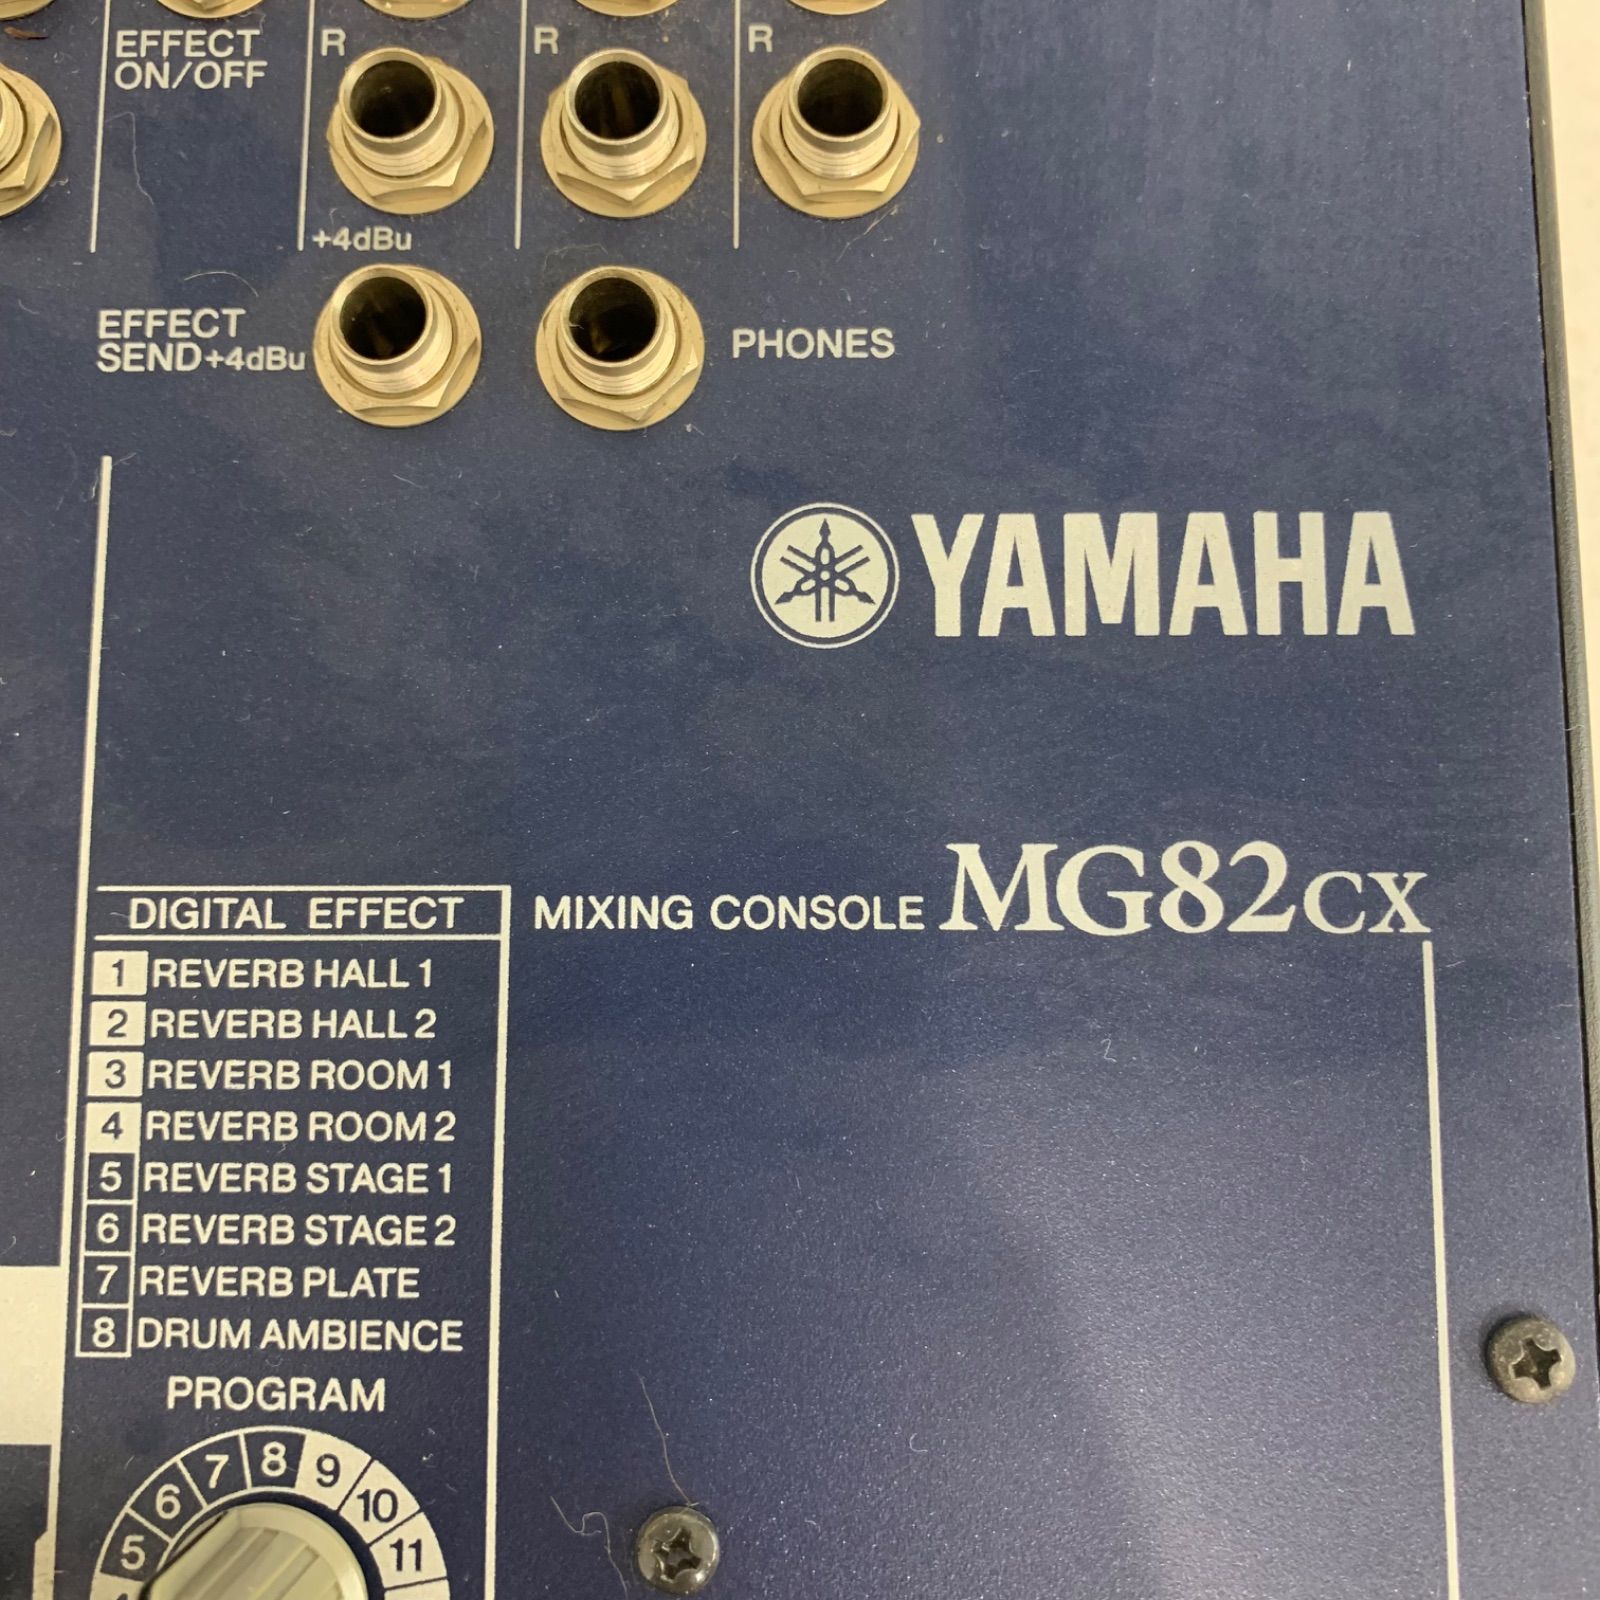 EFFECT
ON/OFF
R
R
R
+4dBu
EFFECT
SEND +4dBu
PHONES
YAMAHA
MIXING CONSOLE MG82CX
DIGITAL EFFECT
1 REVERB HALL 1
2 REVERB HALL 2
3 REVERB ROOM 1
4 REVERB ROOM 2
5 REVERB STAGE 1
6 REVERB STAGE 2
7 REVERB PLATE
8 DRUM AMBIENCE
PROGRAM
5 6 7 8 9 10 11